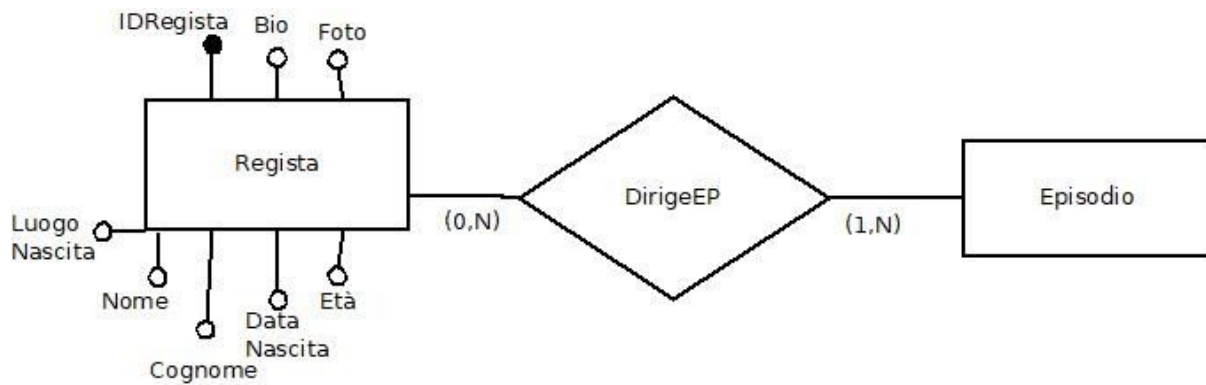 IDRegista
Bio
Foto
Regista
DirigeEP
Episodio
(0,N)
(1,N)
Luogo
Nascita
Nome
Cognome
Data
Nascita
Età